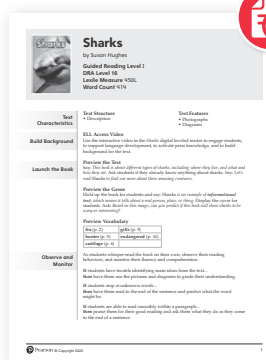 Sharks
Sharks
by Susan Hughes
Guided Reading Level I
DRA Level 16
Lexile Measure 450L
Word Count 414
Text Characteristics
Text Structure
• Description
Text Features
• Photographs
• Diagrams
Build Background
ELL Access Video
Use the interactive video in the
digital leveled reader to engage students,
to support language development, to activate prior knowledge, and to build
background for the text.
Launch the Book
Preview the Text
Say: This book is about different types of sharks, including where they live, and what and
how they eat. Ask students if they already know anything about sharks. Say: Let's
read Sharks to find out more about these amazing creatures.
Preview the Genre
Hold up the book for students and say: Sharks is an example of informational
text, which means it tells about a real person, place, or thing. Display the cover for
students. Ask: Based on this image, can you predict if this book will show sharks to be
scary or interesting?
Preview Vocabulary
fin (p. 2)
gills (p. 9)
hunter (p. 5)
endangered (p. 16)
cartilage (p. 6)
Observe and Monitor
As students whisper-read the book on their own, observe their reading
behaviors, and monitor their fluency and comprehension.
If students have trouble identifying main ideas from the text...
then have them use the pictures and diagrams to guide their understanding.
If students stop at unknown words...
then have them read to the end of the sentence and predict what the word
might be.
If students are able to read smoothly within a paragraph...
then praise them for their good reading and ask them what they do as they come
to the end of a sentence.
Pearson © Copyright 2020
1